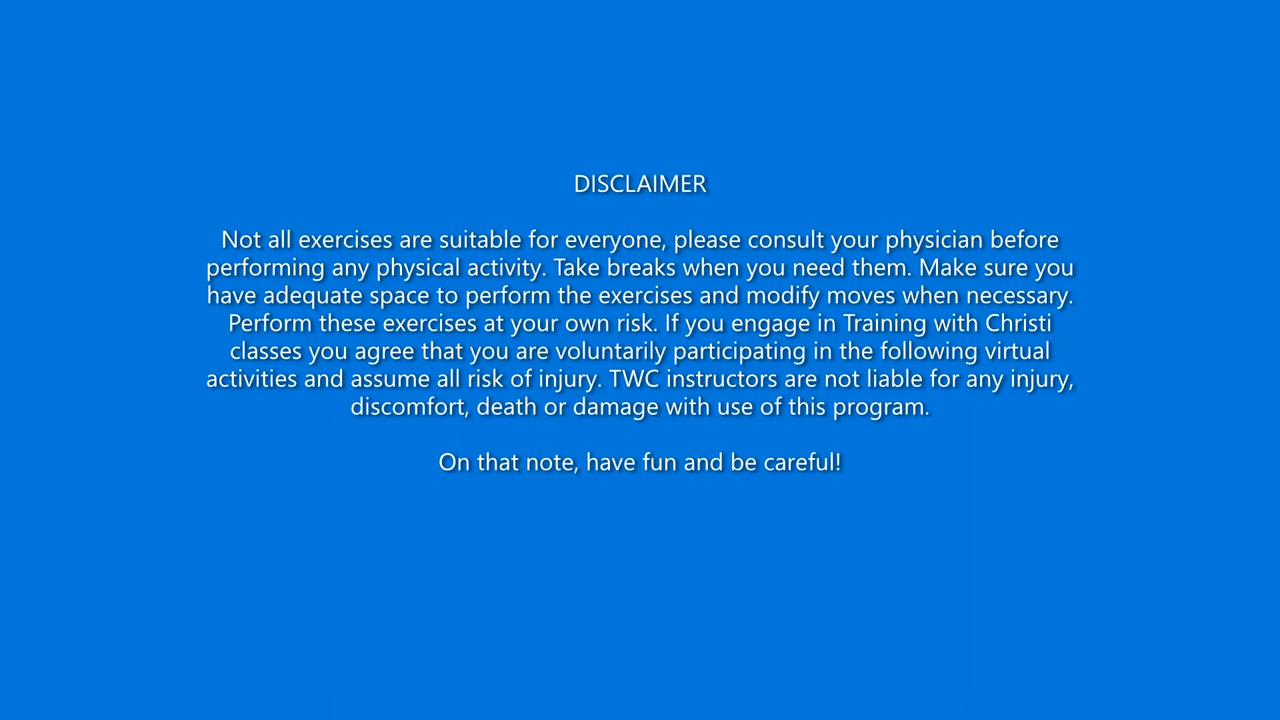 DISCLAIMER
Not all exercises are suitable for everyone, please consult your physician before
performing any physical activity. Take breaks when you need them. Make sure you
have adequate space to perform the exercises and modify moves when necessary.
Perform these exercises at your own risk. If you engage in Training with Christi
classes you agree that you are voluntarily participating in the following virtual
activities and assume all risk of injury. TWC instructors are not liable for any injury,
discomfort, death or damage with use of this program.
On that note, have fun and be careful!